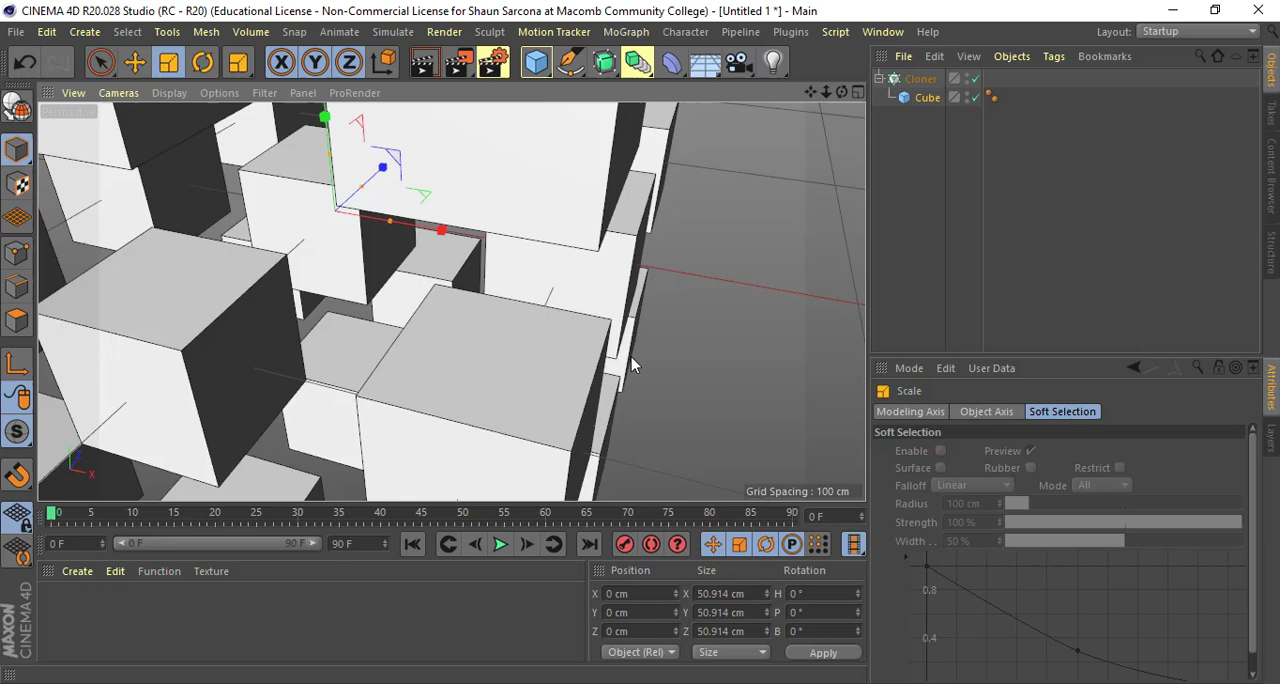 CINEMA 4D R20.028 Studio (RC - R20) (Educational License - Non-Commercial License for Shaun Sarcona at Macomb Community College) - [Untitled 1 *] - Main
File Edit Create Select Tools Mesh Volume Snap Animate Simulate Render Sculpt Motion Tracker MoGraph Character Pipeline Plugins Script Window Help Layout: Startup
X Y Z
File Edit View Objects Tags Bookmarks
View Cameras Display Options Filter Panel ProRender
Perspective
Cloner
Cube
Objects
Takes
Content Browser
Structure
Attributes
Layers
Mode Edit User Data
Scale
Modeling Axis Object Axis Soft Selection
Soft Selection
Enable Preview
Surface Rubber Restrict
Falloff Linear Mode All
Radius 100 cm
Strength 100 %
Width . . 50 %
0.8
0.4
Y Z X
Grid Spacing : 100 cm
0 5 10 15 20 25 30 35 40 45 50 55 60 65 70 75 80 85 90 0 F
0 F 0 F 90 F 90 F
Create Edit Function Texture
Position Size Rotation
X 0 cm X 50.914 cm H 0 °
Y 0 cm Y 50.914 cm P 0 °
Z 0 cm Z 50.914 cm B 0 °
Object (Rel) Size Apply
MAXON
CINEMA 4D